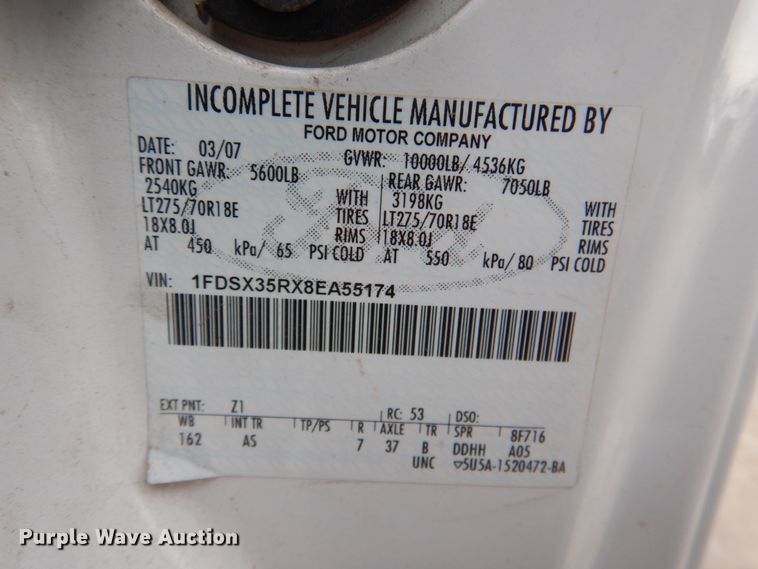 INCOMPLETE VEHICLE MANUFACTURED BY
FORD MOTOR COMPANY
DATE: 03/07 GVWR: 10000LB/ 4536KG
FRONT GAWR: 5600LB REAR GAWR: 7050LB
2540KG WITH 3198KG WITH
LT275/70R18E TIRES LT275/70R18E TIRES
18X8.0J RIMS 18X8.0J RIMS
AT 450 kPa/ 65 PSI COLD AT 550 kPa/ 80 PSI COLD
VIN: 1FDSX35RX8EA55174
EXT PNT: Z1 RC: 53 DSO:
WB INT TR TP/PS R AXLE TR SPR 8F716
162 AS 7 37 B DDHH A05
UNC 5U5A-1520472-BA
Ford
Purple Wave Auction